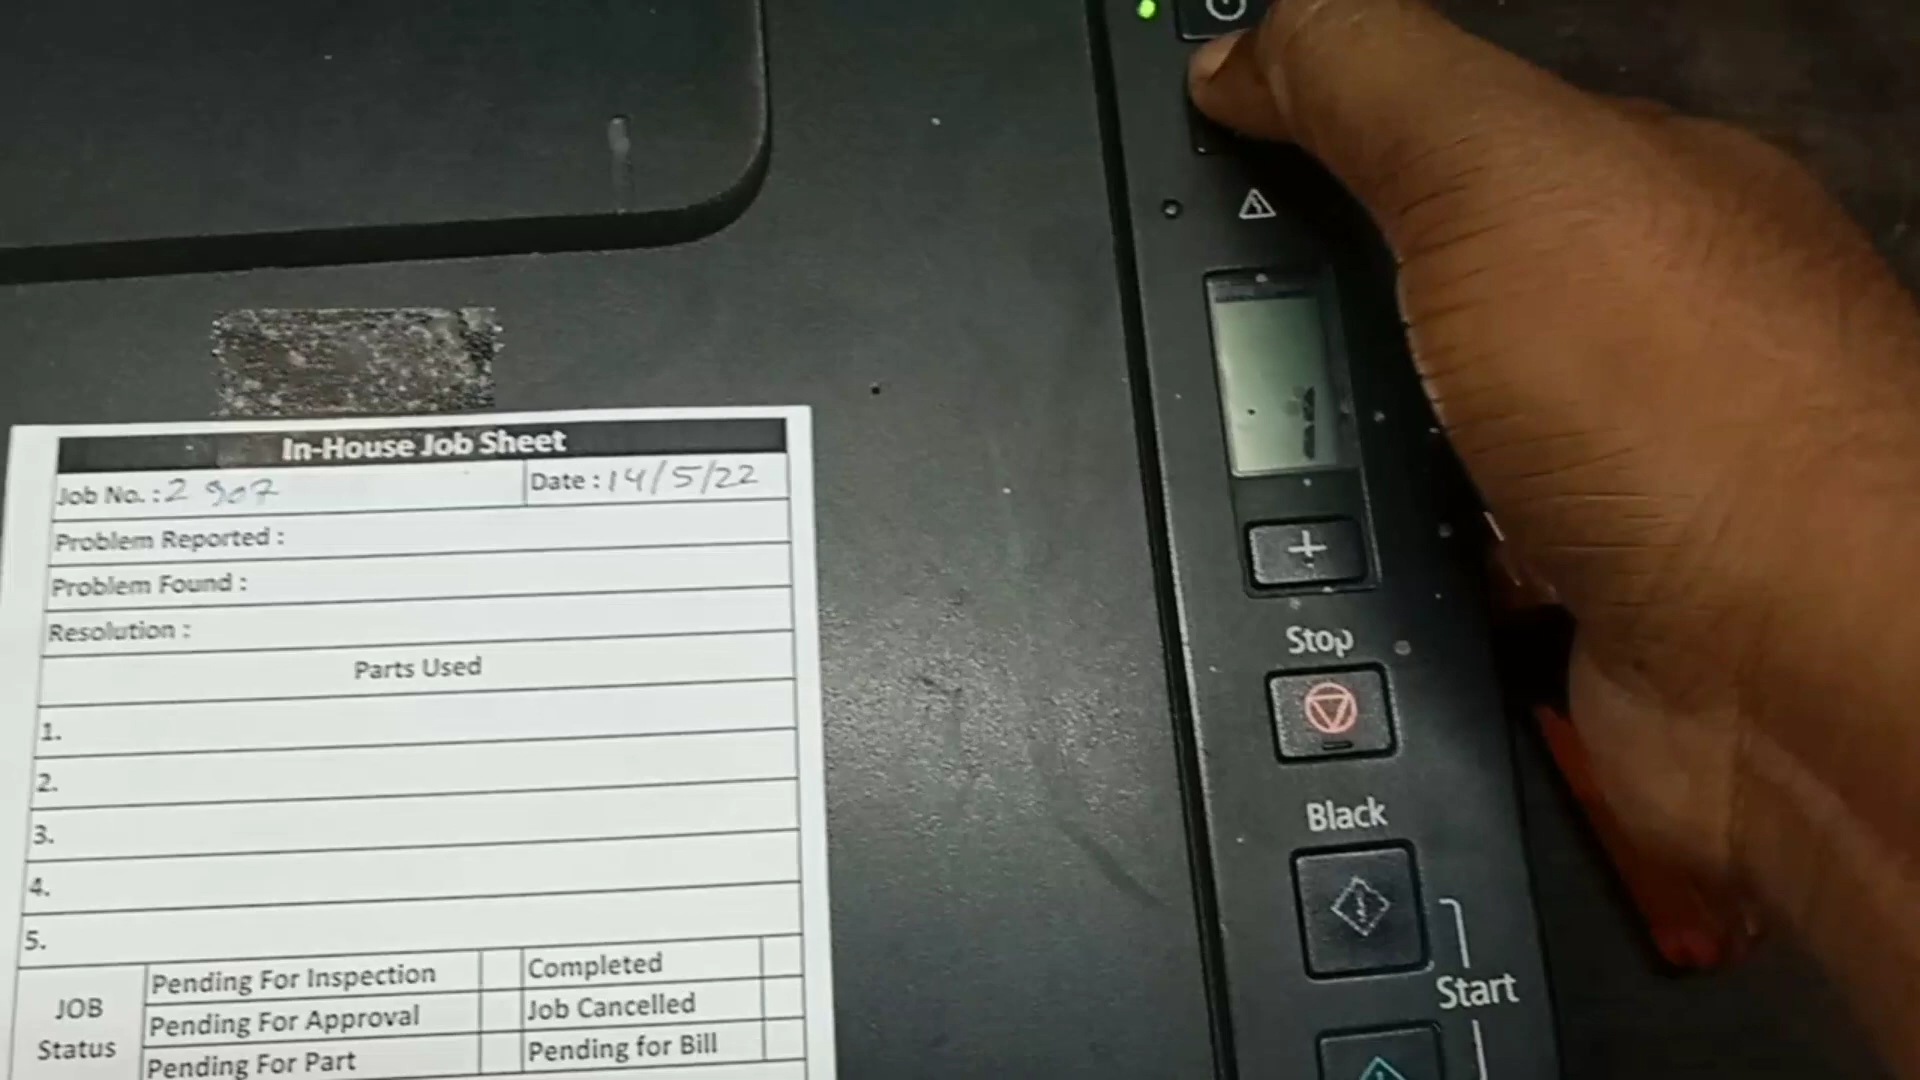 In-House Job Sheet
Job No. : 2907
Date : 14/5/22
Problem Reported :
Problem Found :
Resolution :
Parts Used
1.
2.
3.
4.
5.
JOB Status
Pending For Inspection
Completed
Pending For Approval
Job Cancelled
Pending For Part
Pending for Bill
Stop
Black
Start